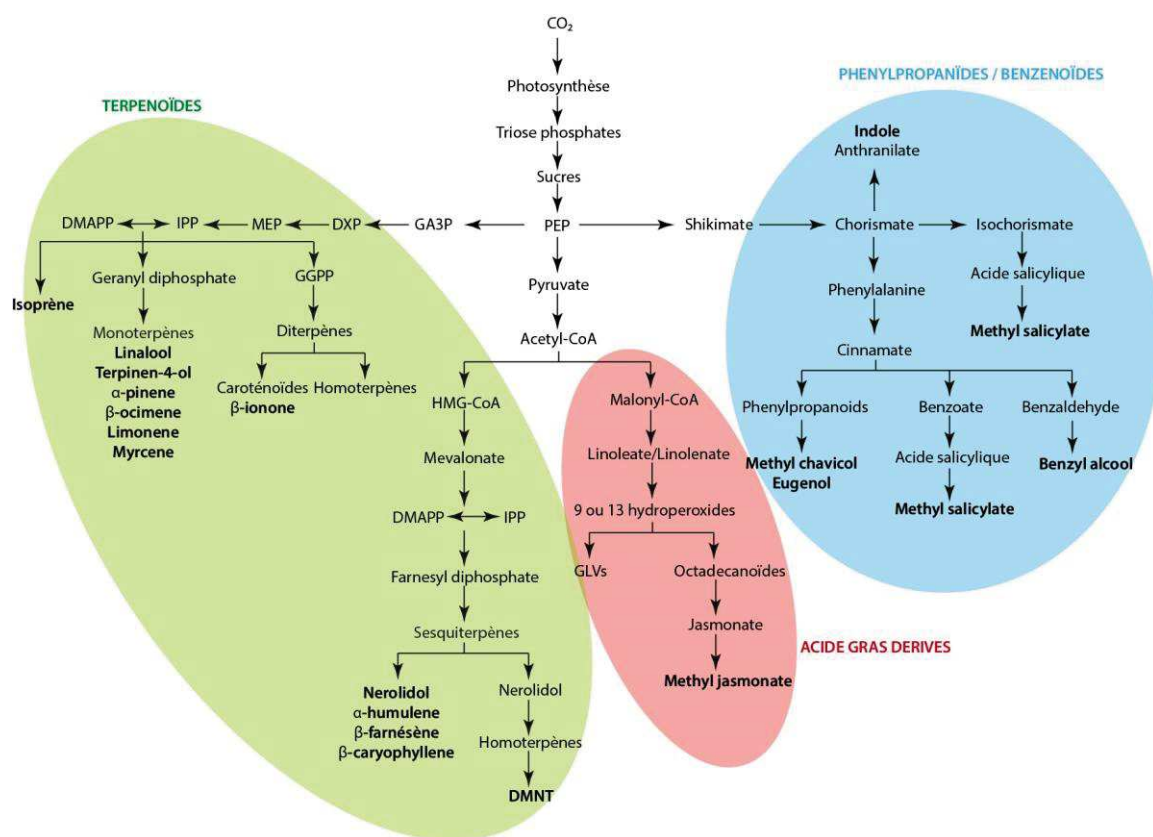 CO₂
PHENYLPROPANÏDES / BENZENOÏDES
Photosynthèse
TERPENOÏDES
Triose phosphates
Indole
Anthranilate
Sucres
DMAPP
IPP
MEP
DXP
GA3P
PEP
Shikimate
Chorismate
Isochorismate
Geranyl diphosphate
GGPP
Acide salicylique
Isoprène
Pyruvate
Phenylalanine
Monoterpènes
Linalool
Terpinen-4-ol
α-pinene
β-ocimene
Limonene
Myrcene
Diterpènes
Acetyl-CoA
Methyl salicylate
Cinnamate
Caroténoïdes
β-ionone
Homoterpènes
HMG-CoA
Malonyl-CoA
Phenylpropanoids
Benzoate
Benzaldehyde
Mevalonate
Linoleate/Linolenate
Methyl chavicol
Eugenol
Acide salicylique
Benzyl alcool
DMAPP
IPP
9 ou 13 hydroperoxides
Methyl salicylate
Farnesyl diphosphate
GLVs
Octadecanoïdes
Sesquiterpènes
Jasmonate
ACIDE GRAS DERIVES
Nerolidol
α-humulene
β-farnésène
β-caryophyllene
Nerolidol
Methyl jasmonate
Homoterpènes
DMNT